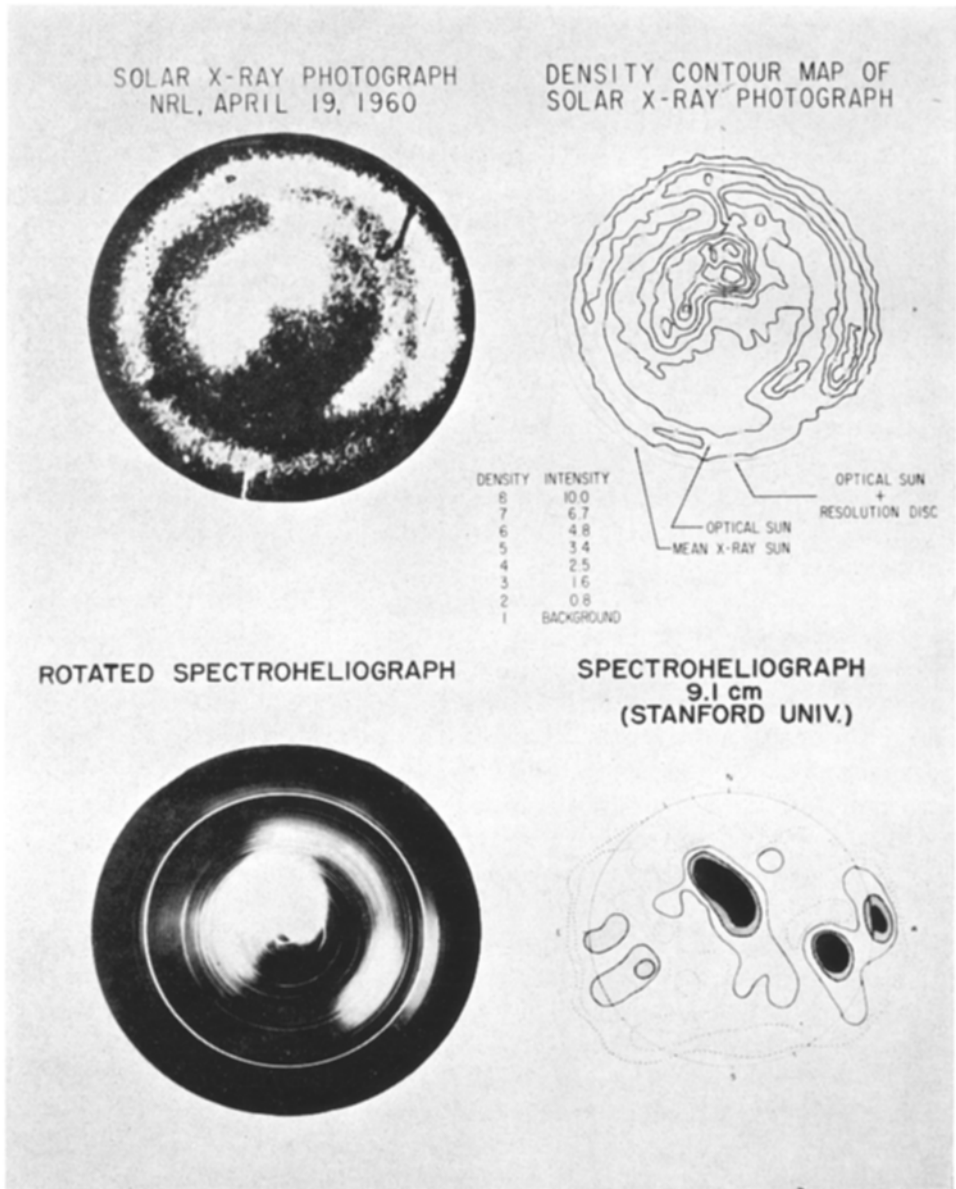 SOLAR X-RAY PHOTOGRAPH
NRL, APRIL 19, 1960
DENSITY CONTOUR MAP OF
SOLAR X-RAY PHOTOGRAPH
DENSITY INTENSITY
8 10.0
7 6.7
6 4.8
5 3.4
4 2.5
3 1.6
2 0.8
1 BACKGROUND
OPTICAL SUN
+
RESOLUTION DISC
OPTICAL SUN
MEAN X-RAY SUN
ROTATED SPECTROHELIOGRAPH
SPECTROHELIOGRAPH
9.1 cm
(STANFORD UNIV.)